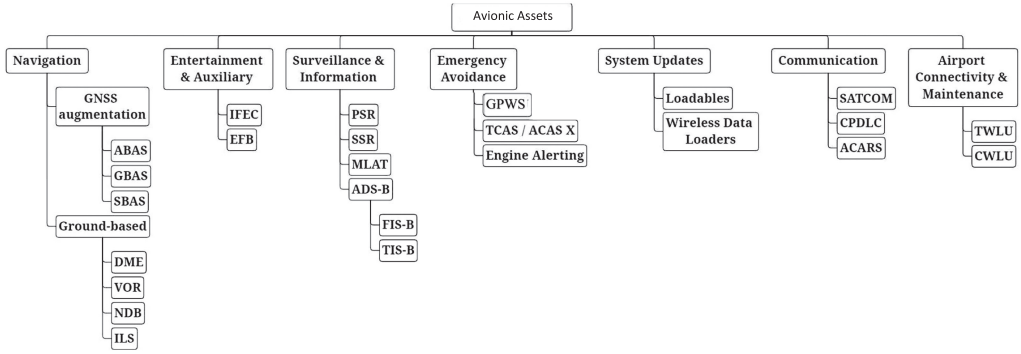 Avionic Assets
Navigation
GNSS
augmentation
ABAS
GBAS
SBAS
Ground-based
DME
VOR
NDB
ILS
Entertainment
& Auxiliary
IFEC
EFB
Surveillance &
Information
PSR
SSR
MLAT
ADS-B
FIS-B
TIS-B
Emergency
Avoidance
GPWS
TCAS / ACAS X
Engine Alerting
System Updates
Loadables
Wireless Data
Loaders
Communication
SATCOM
CPDLC
ACARS
Airport
Connectivity &
Maintenance
TWLU
CWLU